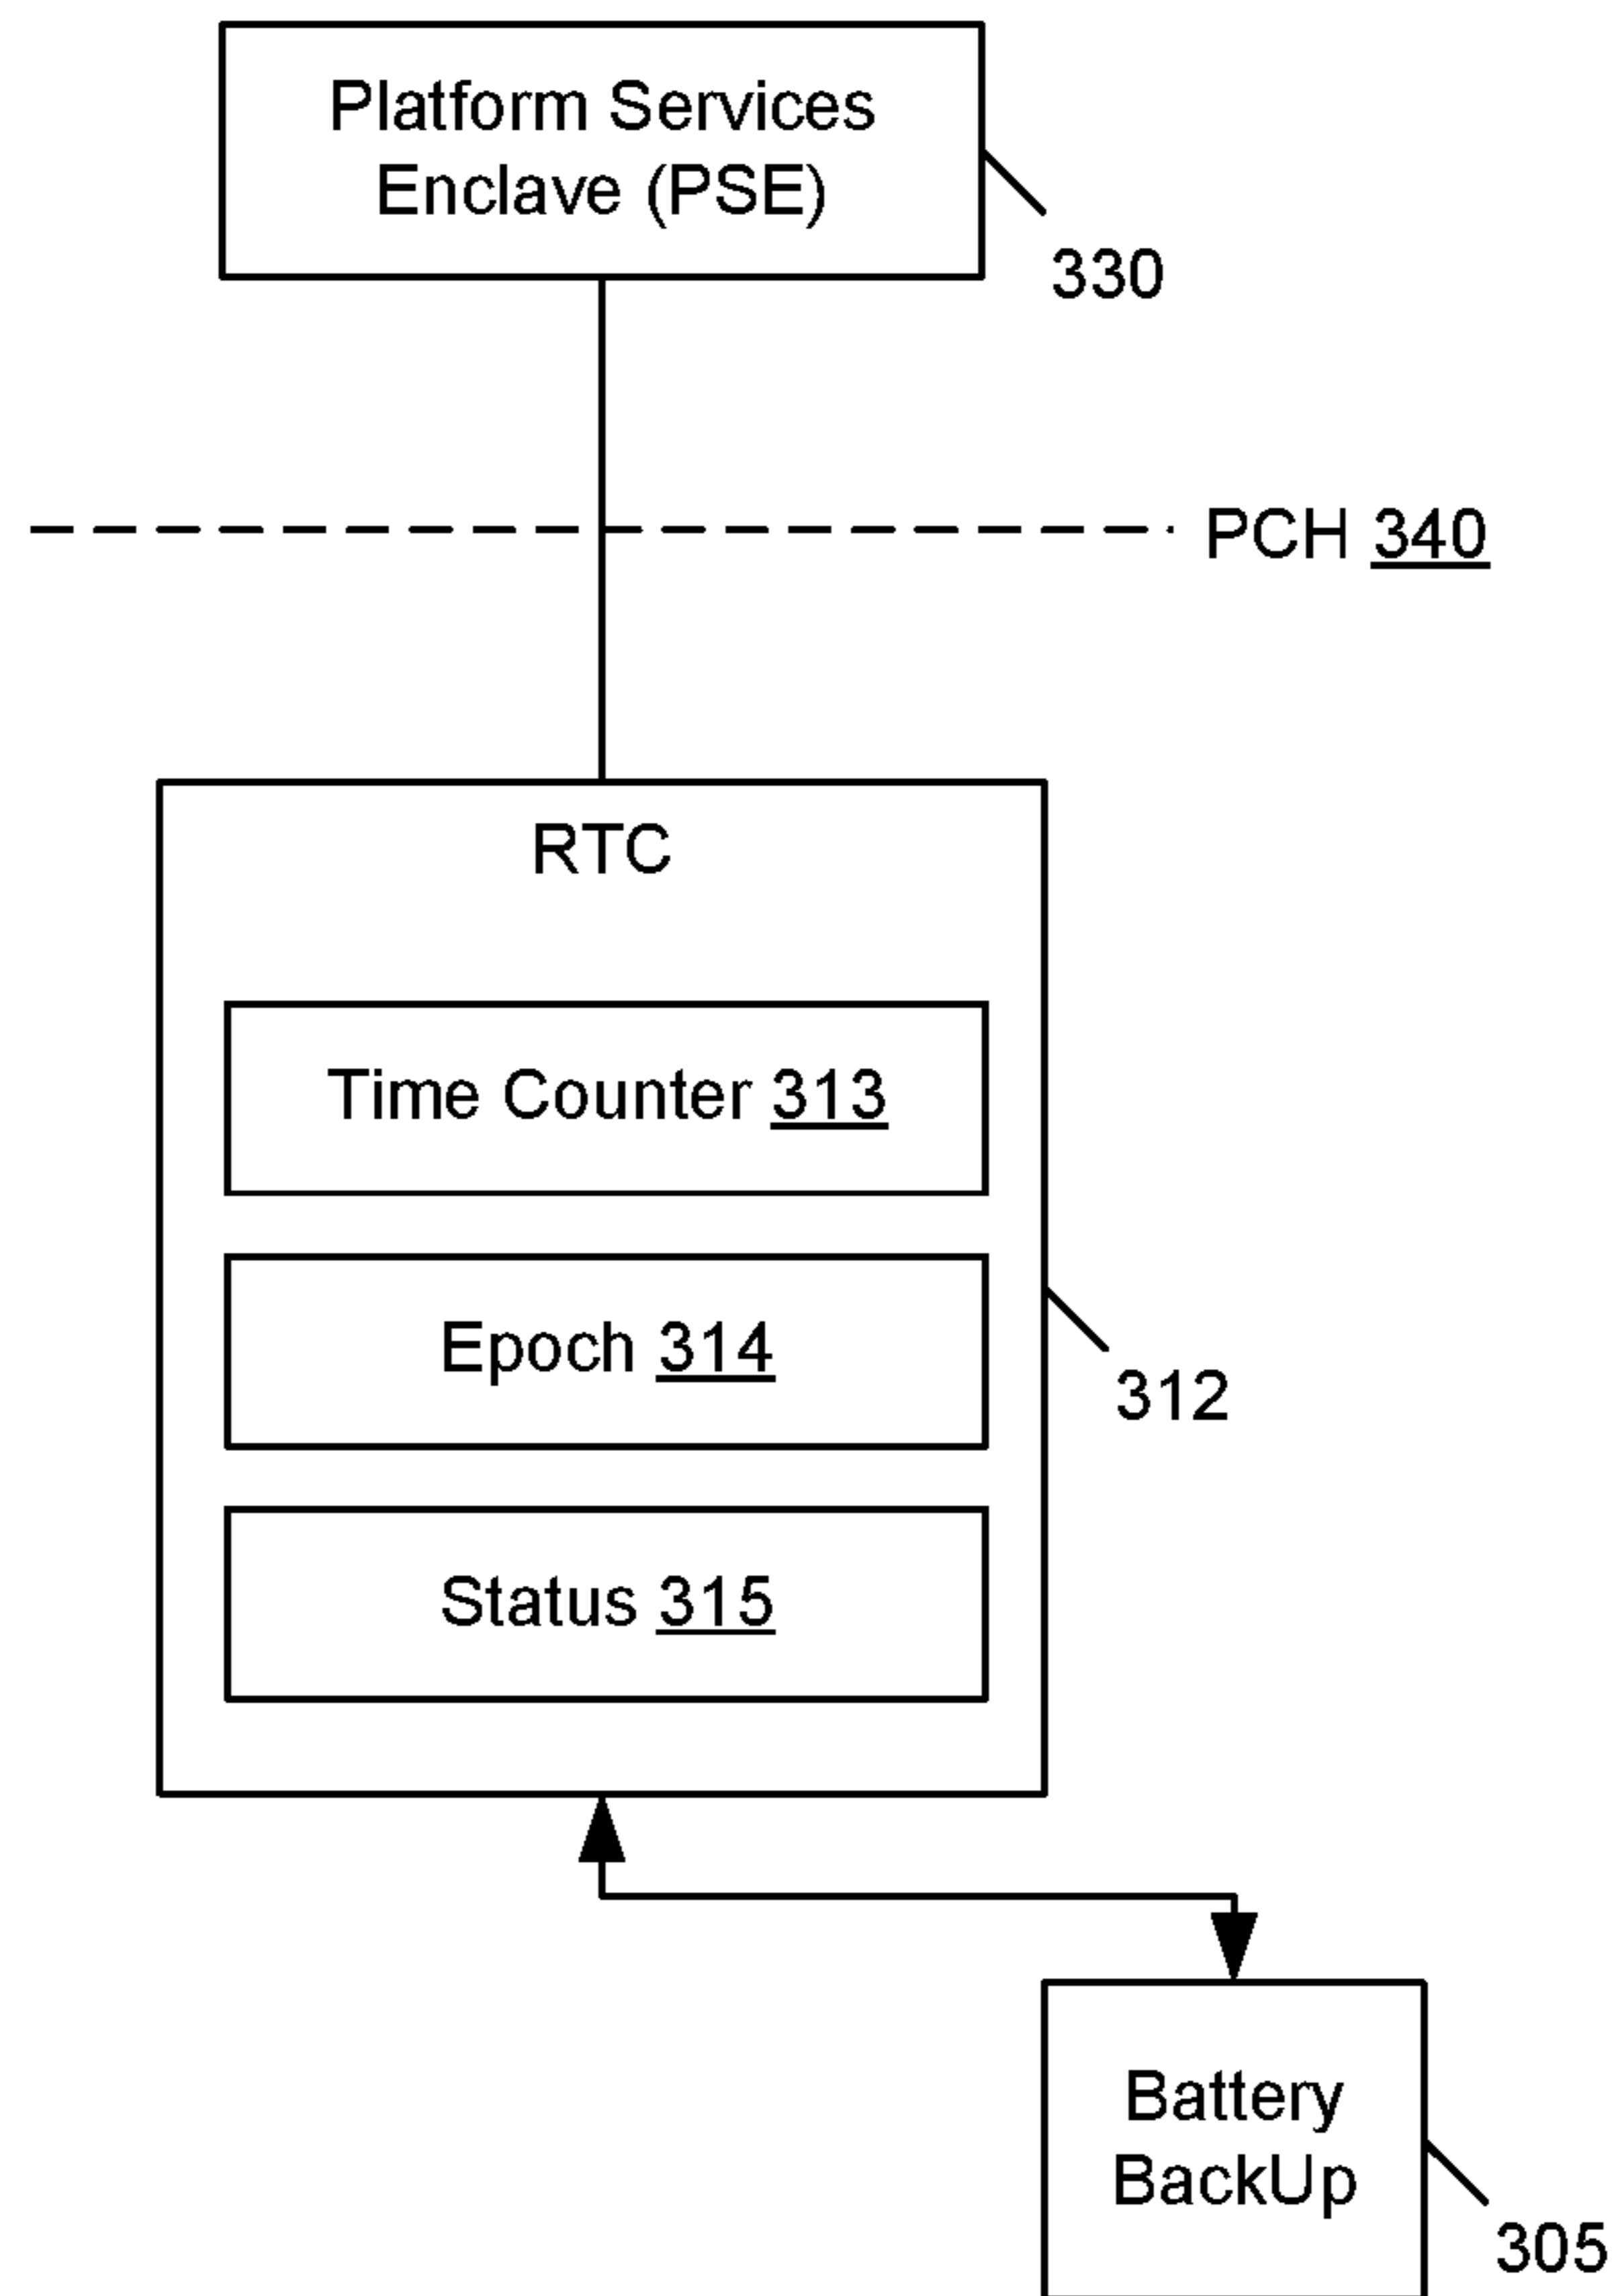 Platform Services
Enclave (PSE)
330
PCH 340
RTC
Time Counter 313
Epoch 314
312
Status 315
Battery
BackUp
305